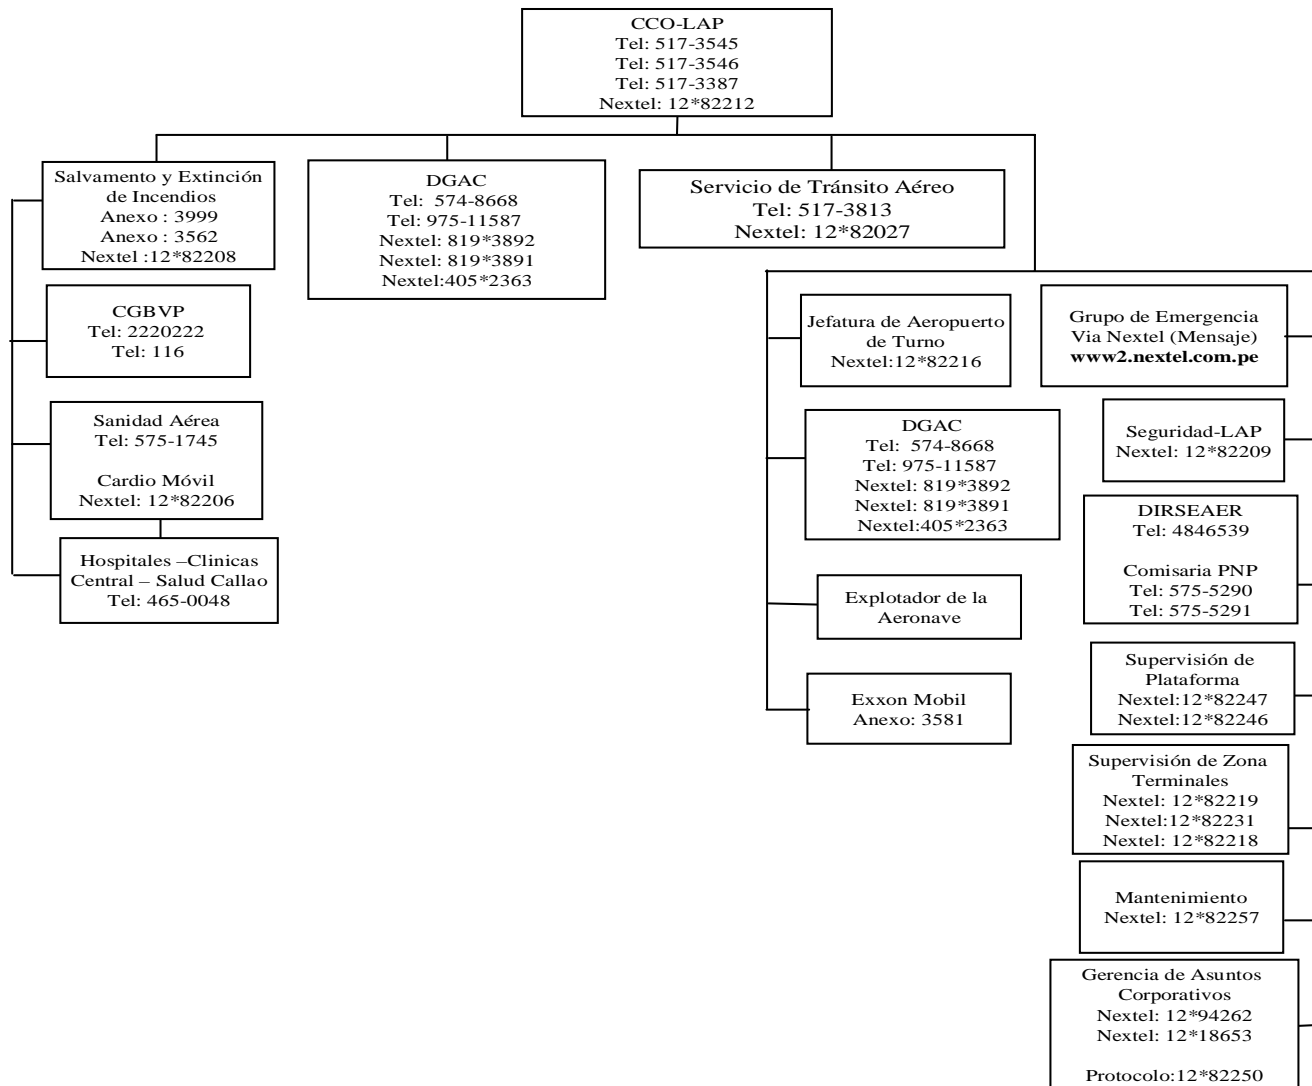 CCO-LAP
Tel: 517-3545
Tel: 517-3546
Tel: 517-3387
Nextel: 12*82212
Salvamento y Extinción
de Incendios
Anexo : 3999
Anexo : 3562
Nextel :12*82208
DGAC
Tel:  574-8668
Tel: 975-11587
Nextel: 819*3892
Nextel: 819*3891
Nextel:405*2363
Servicio de Tránsito Aéreo
Tel: 517-3813
Nextel: 12*82027
CGBVP
Tel: 2220222
Tel: 116
Sanidad Aérea
Tel: 575-1745
Cardio Móvil
Nextel: 12*82206
Hospitales –Clinicas
Central – Salud Callao
Tel: 465-0048
Jefatura de Aeropuerto
de Turno
Nextel:12*82216
DGAC
Tel:  574-8668
Tel: 975-11587
Nextel: 819*3892
Nextel: 819*3891
Nextel:405*2363
Explotador de la
Aeronave
Exxon Mobil
Anexo: 3581
Grupo de Emergencia
Via Nextel (Mensaje)
www2.nextel.com.pe
Seguridad-LAP
Nextel: 12*82209
DIRSEAER
Tel: 4846539
Comisaria PNP
Tel: 575-5290
Tel: 575-5291
Supervisión de
Plataforma
Nextel:12*82247
Nextel:12*82246
Supervisión de Zona
Terminales
Nextel: 12*82219
Nextel:12*82231
Nextel: 12*82218
Mantenimiento
Nextel: 12*82257
Gerencia de Asuntos
Corporativos
Nextel: 12*94262
Nextel: 12*18653
Protocolo:12*82250